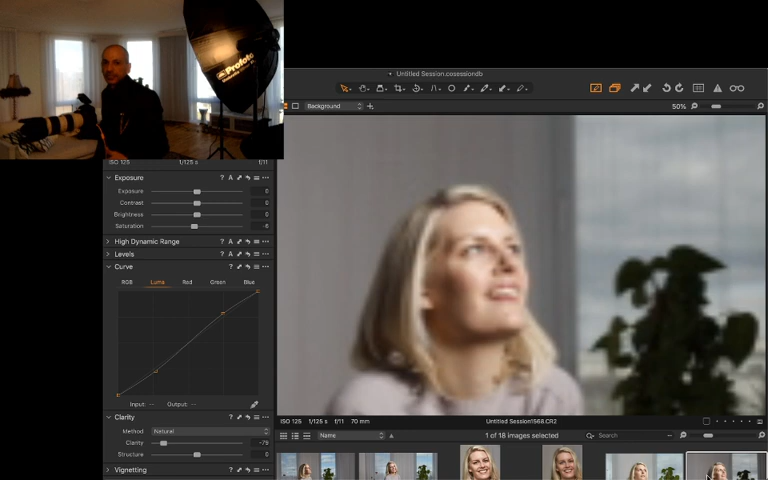 Profoto
Untitled Session.cosessiondb
Background
50%
ISO 125 1/125 s f/11
Exposure ? A
Exposure 0
Contrast 0
Brightness 0
Saturation -6
High Dynamic Range ? A
Levels ? A
Curve ?
RGB Luma Red Green Blue
Input: -- Output: --
Clarity ?
Method Natural
Clarity -79
Structure 0
Vignetting ?
ISO 125 1/125 s f/11 70 mm Untitled Session1568.CR2
Name 1 of 18 images selected Search